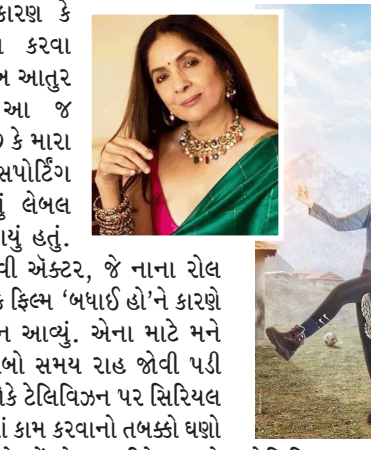 કારણ કે
કરવા
આતુર
આ જ
કે મારા
સપોર્ટિંગ
લેબલ
હતું.
ઍક્ટર, જે નાના રોલ
ફિલ્મ ‘બધાઈ હો’ને કારણે
આવ્યું. એના માટે મને
સમય રાહ જોવી પડી
ટેલિવિઝન પર સિરિયલ
કામ કરવાનો તબક્કો ઘણો